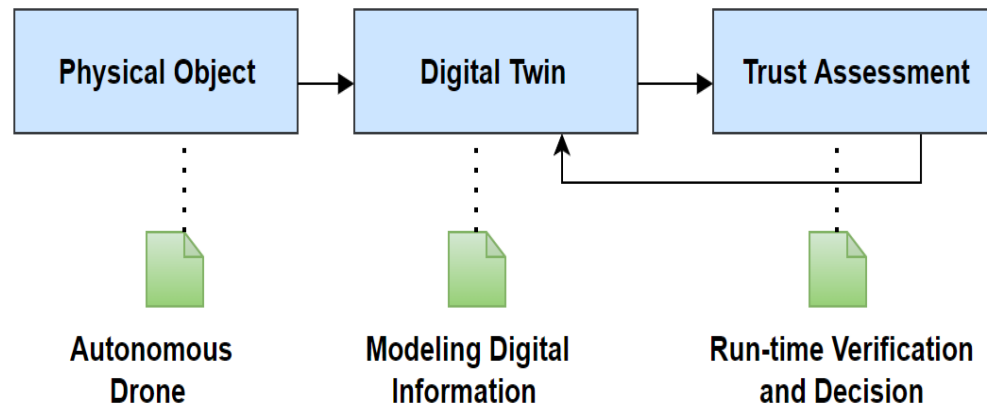 Physical Object
Digital Twin
Trust Assessment
Autonomous
Drone
Modeling Digital
Information
Run-time Verification
and Decision